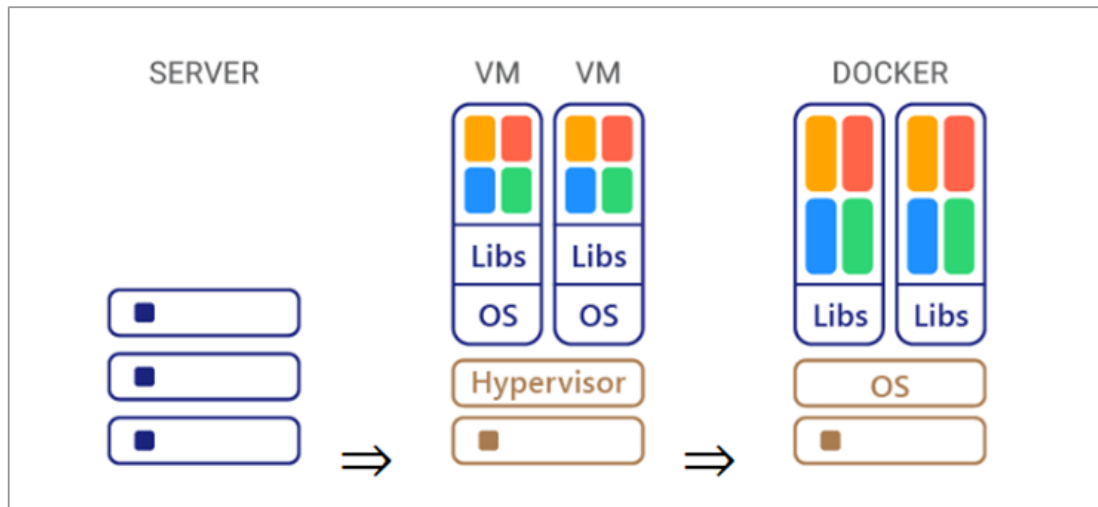 SERVER
VM VM
DOCKER
Libs Libs
OS OS
Hypervisor
Libs Libs
OS
⇒ ⇒